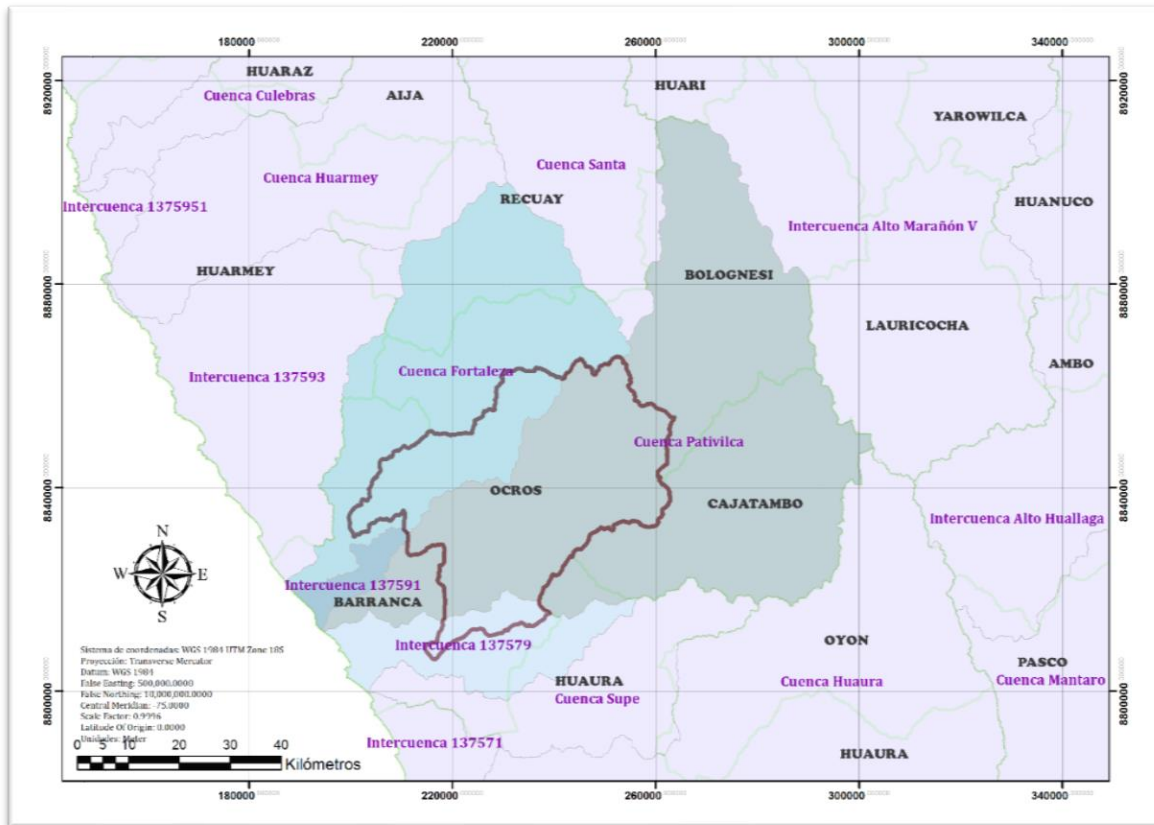 180000 220000 260000 300000 340000
8920000 8920000
HUARAZ
HUARI
Cuenca Culebras
AIJA
YAROWILCA
Cuenca Santa
Cuenca Huarmey
RECUAY
HUANUCO
Intercuenca 1375951
Intercuenca Alto Marañón V
HUARMEY
BOLOGNESI
8880000 8880000
LAURICOCHA
AMBO
Intercuenca 137593
Cuenca Fortaleza
Cuenca Pativilca
OCROS
8840000 8840000
CAJATAMBO
Intercuenca Alto Huallaga
N
W E
S
Intercuenca 137591
BARRANCA
Intercuenca 137579
OYON
PASCO
HUAURA
Cuenca Huaura
Cuenca Mantaro
Cuenca Supe
8800000 8800000
Sistema de coordenadas: WGS 1984 UTM Zone 18S
Proyección: Transverse Mercator
Datum: WGS 1984
False Easting: 500,000.0000
False Northing: 10,000,000.0000
Central Meridian: -75.0000
Scale Factor: 0.9996
Latitude Of Origin: 0.0000
Unidades: Meter
Intercuenca 137571
HUAURA
0 5 10 20 30 40
Kilómetros
180000 220000 260000 300000 340000